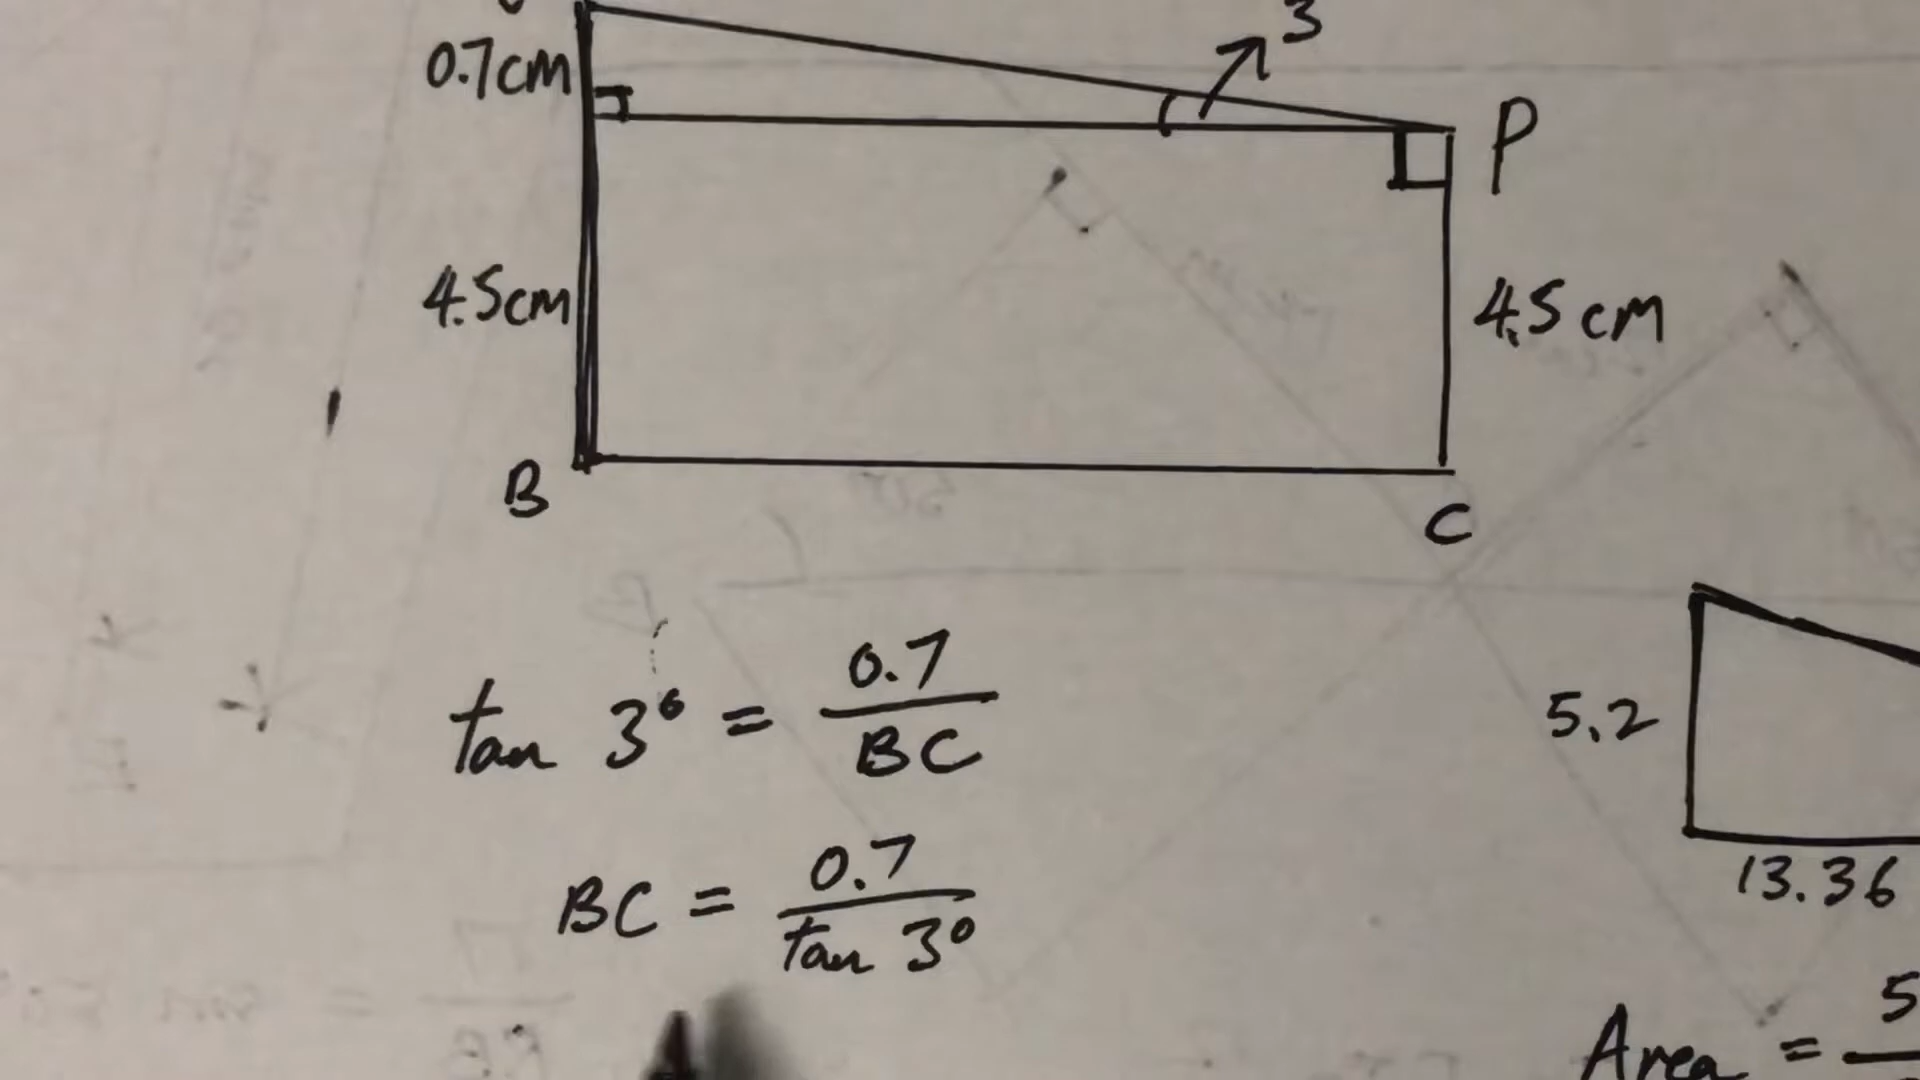 0.7cm
3
P
4.5cm
4.5 cm
B
C
tan 3° = 0.7 / BC
5.2
BC = 0.7 / tan 3°
13.36
Area = 5